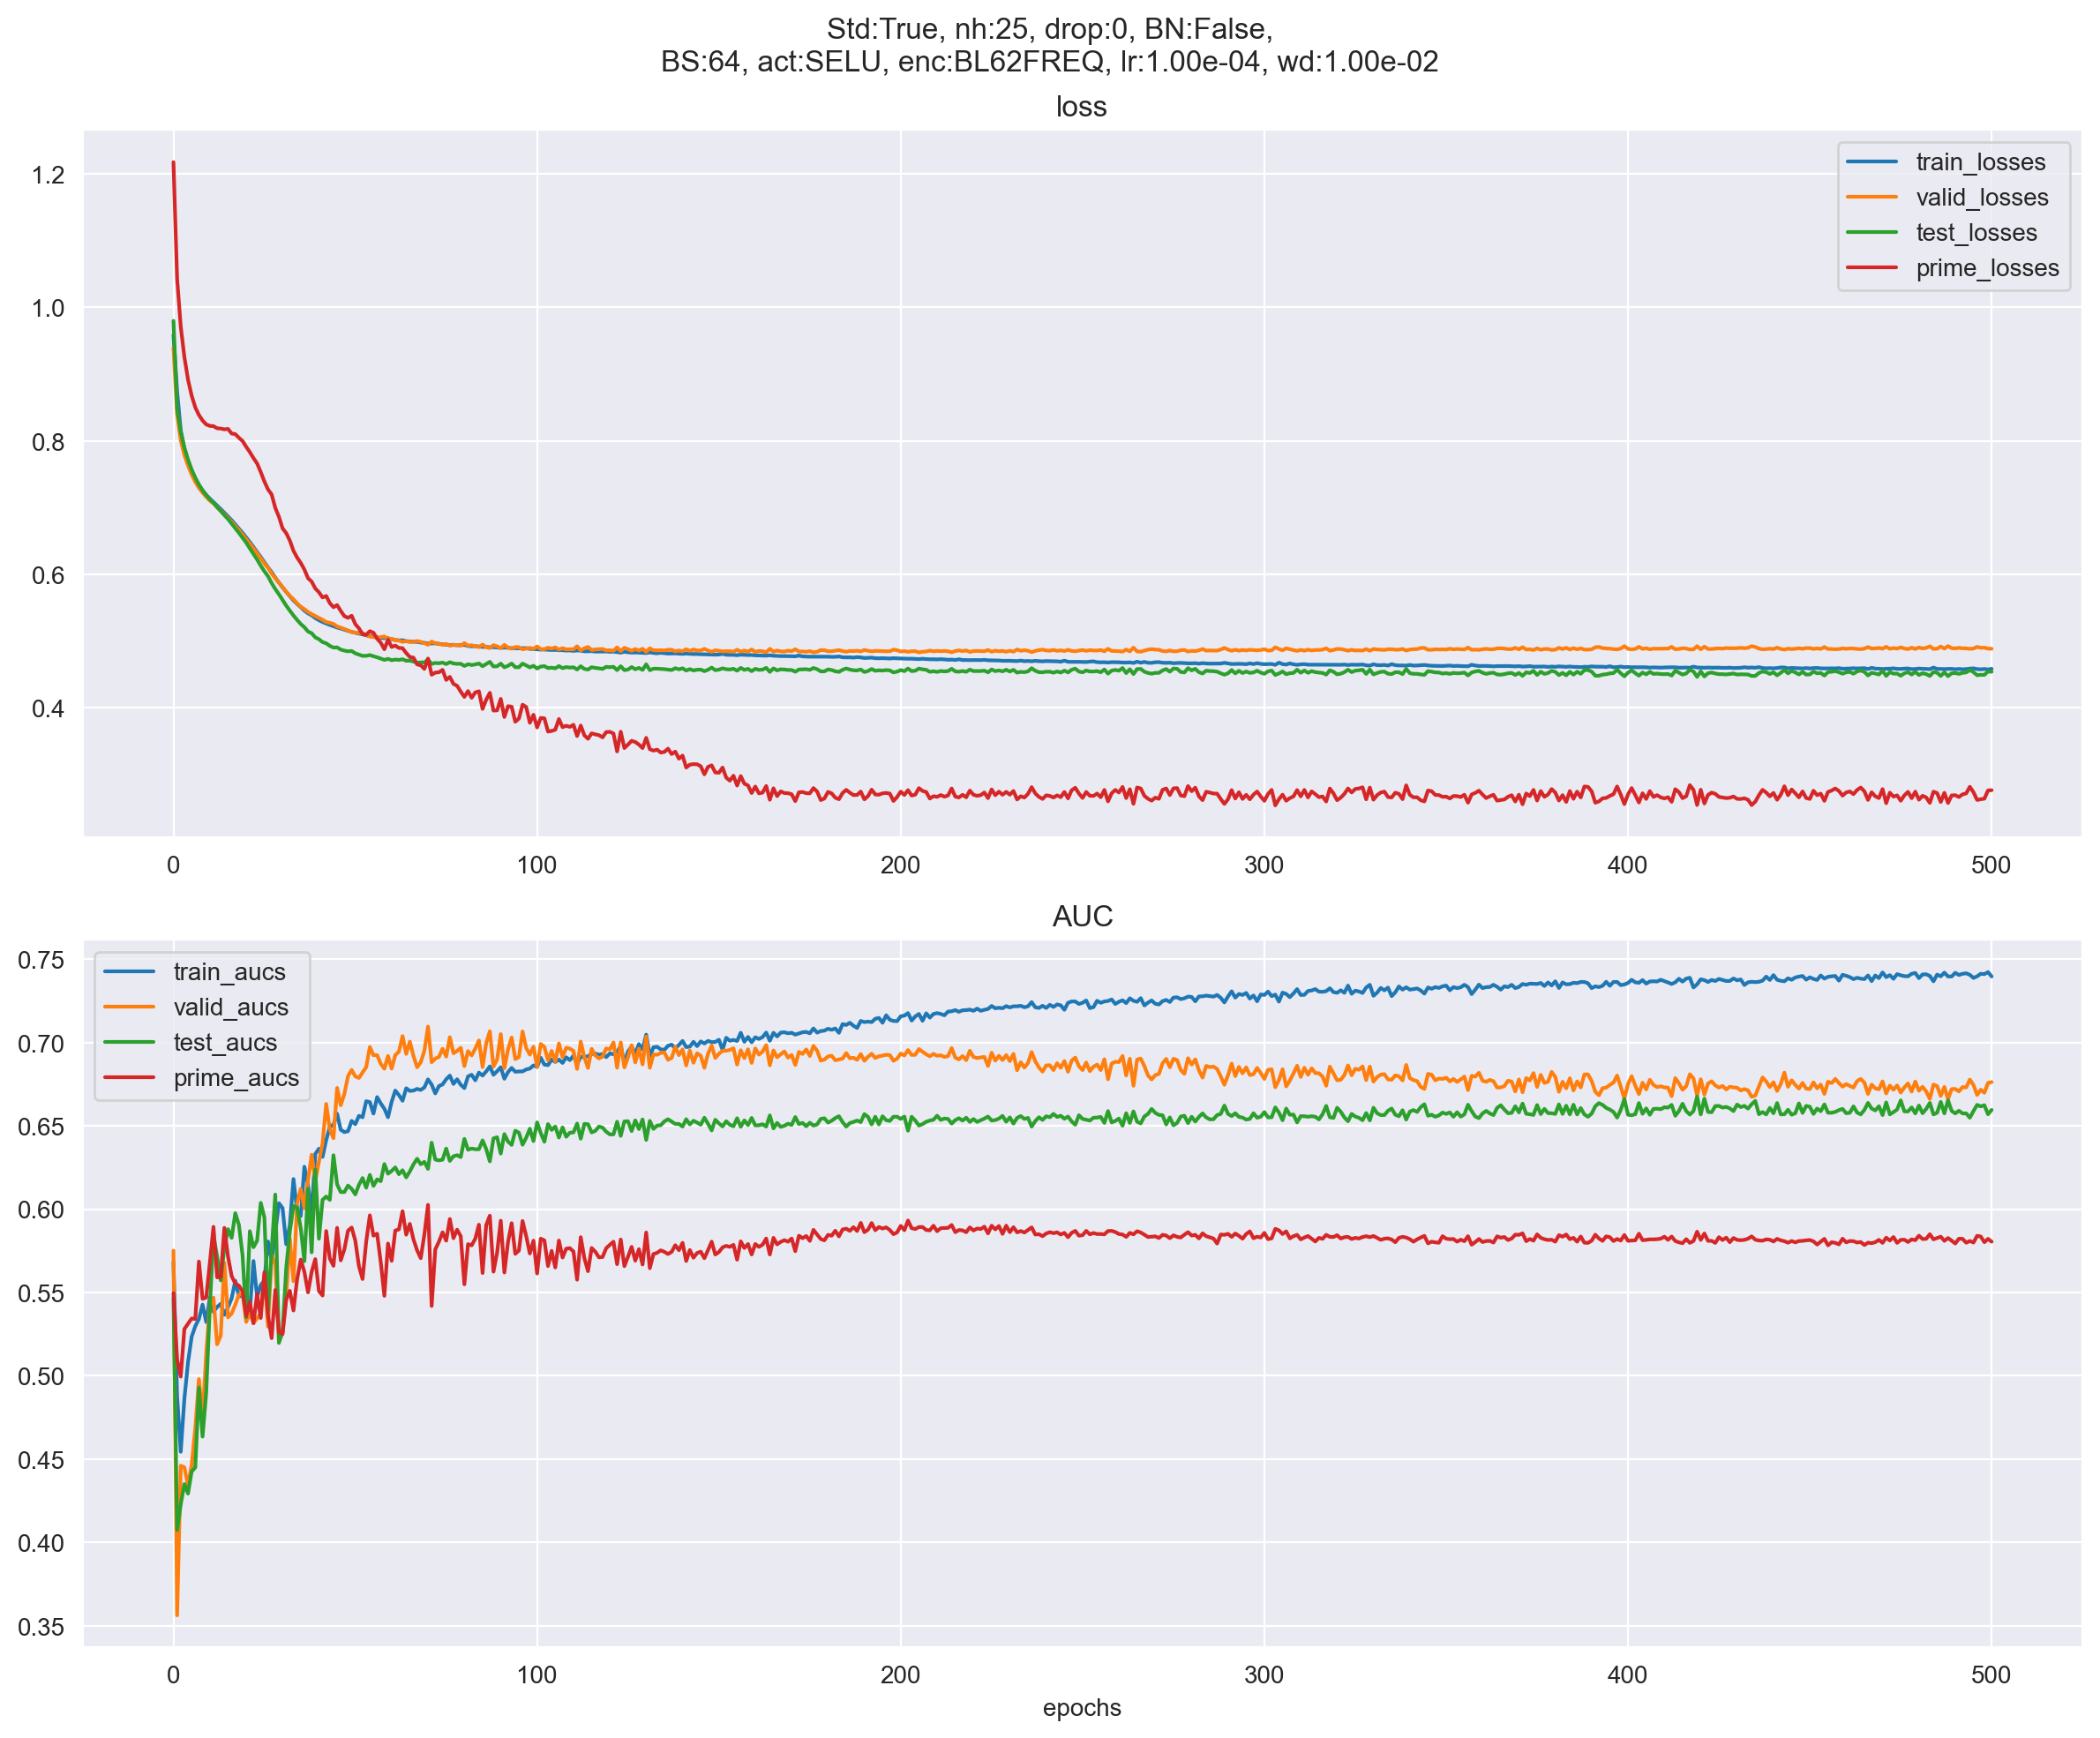 Std:True, nh:25, drop:0, BN:False,
BS:64, act:SELU, enc:BL62FREQ, lr:1.00e-04, wd:1.00e-02
loss
1.2
1.0
0.8
0.6
0.4
train_losses
valid_losses
test_losses
prime_losses
0 100 200 300 400 500
AUC
0.75
0.70
0.65
0.60
0.55
0.50
0.45
0.40
0.35
train_aucs
valid_aucs
test_aucs
prime_aucs
0 100 200 300 400 500
epochs